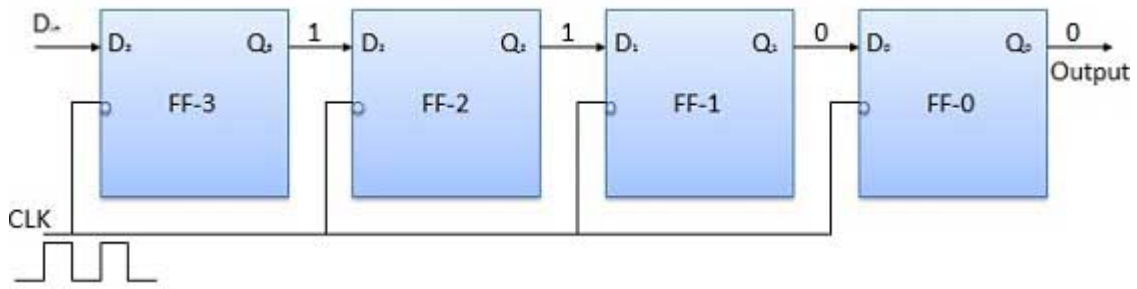 D₃ Q₃ 1 D₂ Q₂ 1 D₁ Q₁ 0 D₀ Q₀ 0
Output
FF-3 FF-2 FF-1 FF-0
CLK